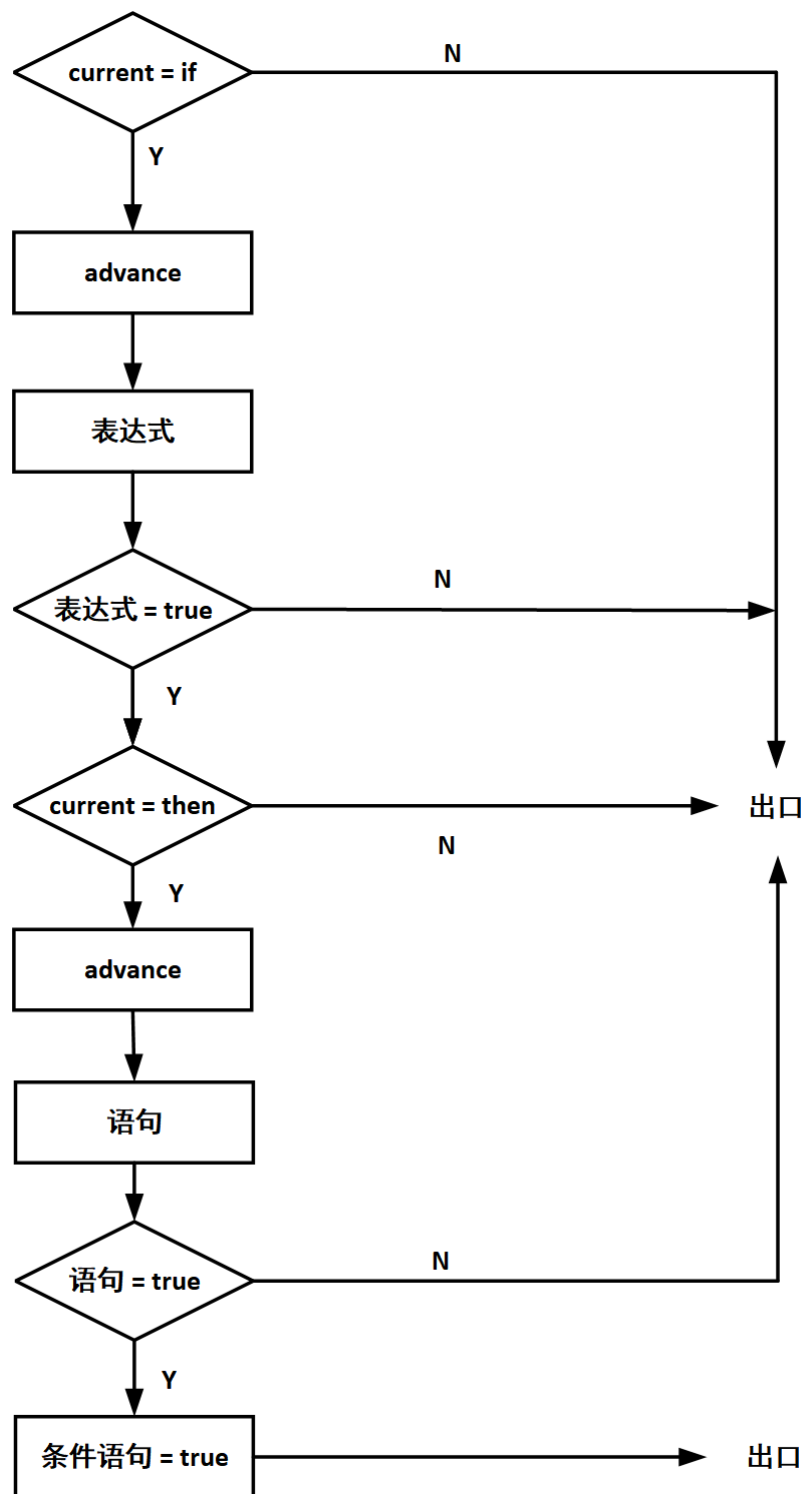 current = if
N
Y
advance
表达式
表达式 = true
N
Y
current = then
出口
N
Y
advance
语句
语句 = true
N
Y
条件语句 = true
出口